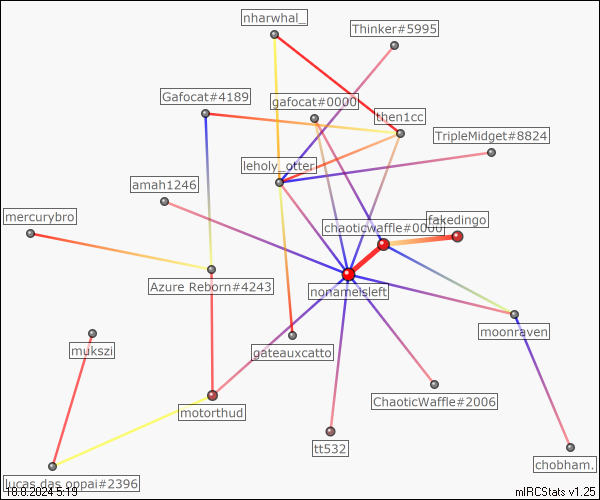 nharwhal_
Thinker#5995
Gafocat#4189
gafocat#0000
then1cc
TripleMidget#8824
leholy_otter
amah1246
mercurybro
chaoticwaffle#0000
fakedingo
Azure Reborn#4243
nonameisleft
moonraven
mukszi
gateauxcatto
ChaoticWaffle#2006
motorthud
tt532
chobham.
lucas das oppai#2396
18.8.2024 5:19
mIRCStats v1.25